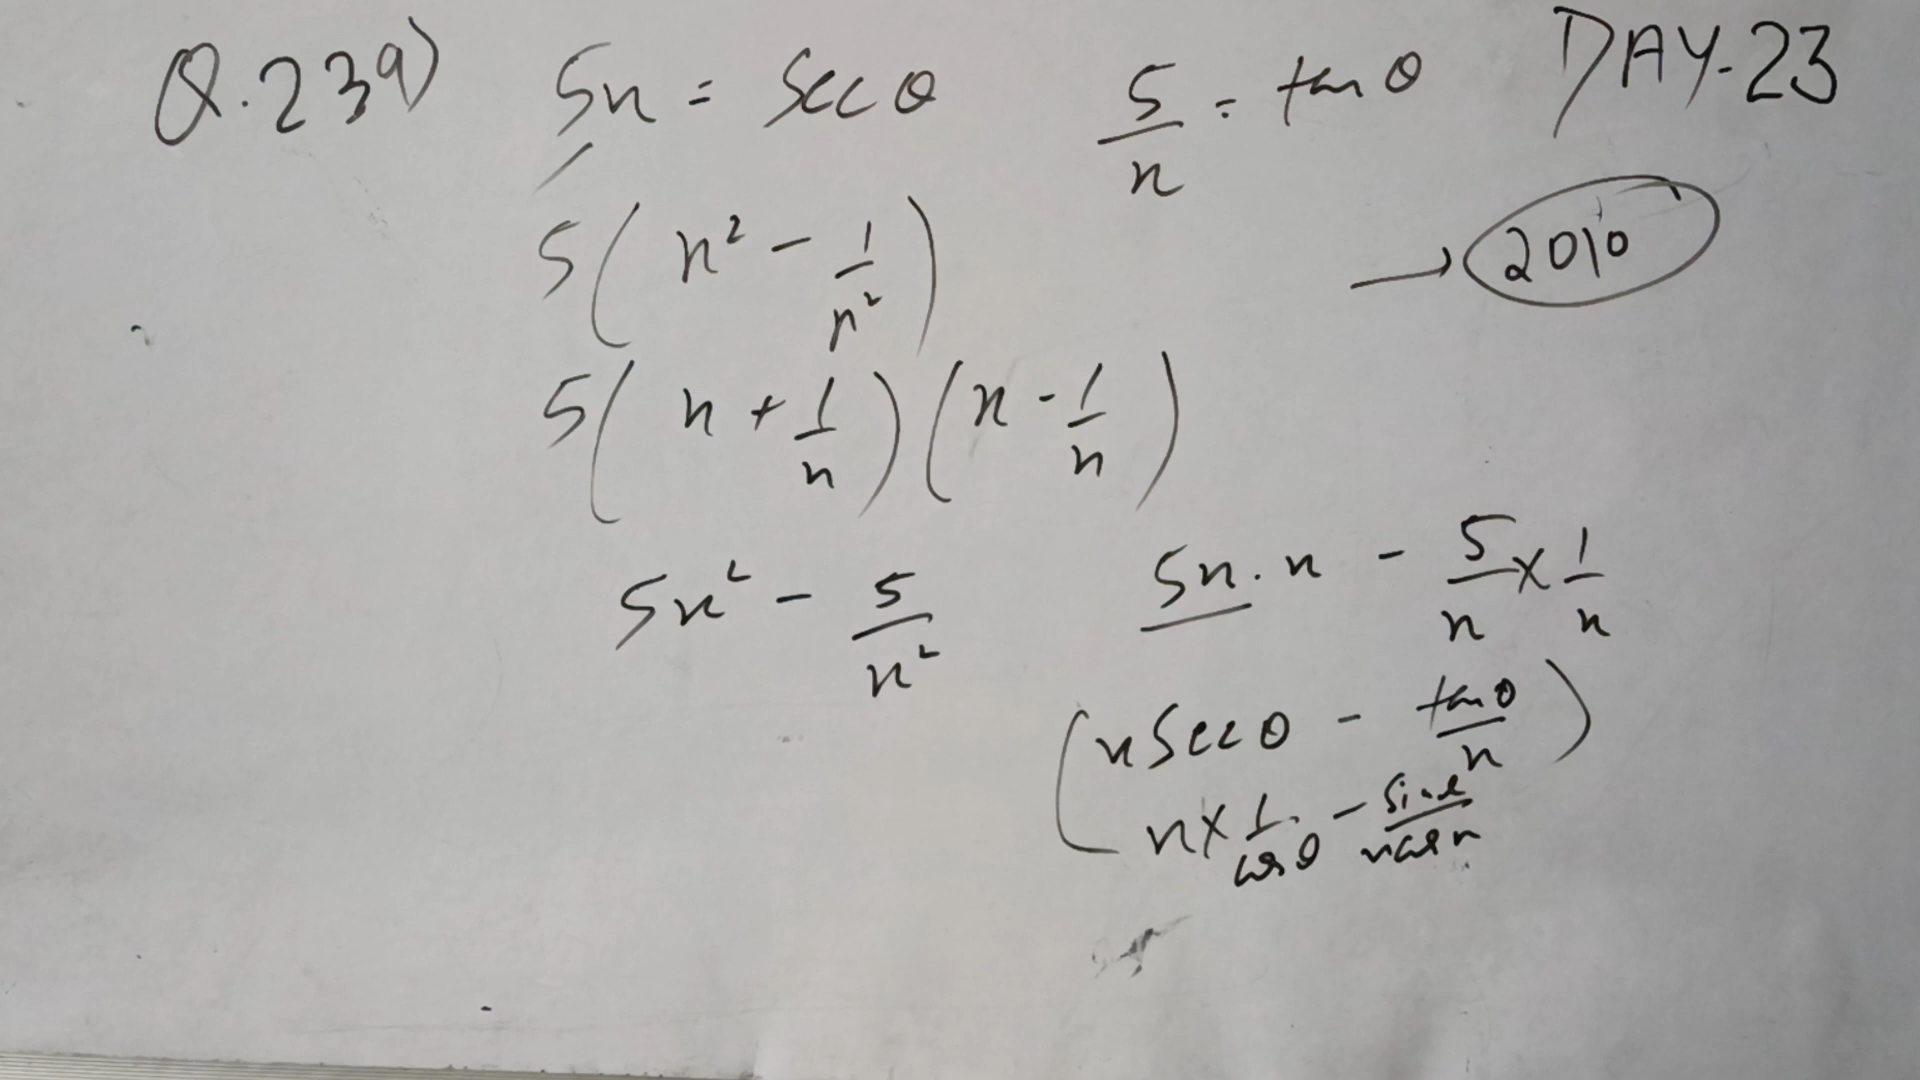 Q.239) 5x = Sec θ 5/x = tan θ DAY-23
→ 2010
5(x² - 1/x²)
5(x + 1/x)(x - 1/x)
5x² - 5/x² 5x.x - 5/x × 1/x
(x Sec θ - tan θ/x)
x × 1/cos θ -